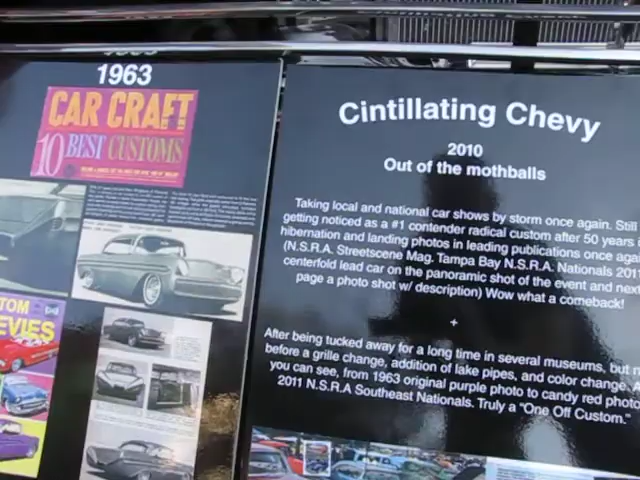 1963
CAR CRAFT
10 BEST CUSTOMS
TOM
EVIES
Cintillating Chevy
2010
Out of the mothballs
Taking local and national car shows by storm once again. Still
getting noticed as a #1 contender radical custom after 50 years
hibernation and landing photos in leading publications once agai
(N.S.R.A. Streetscene Mag. Tampa Bay N.S.R.A. Nationals 2011
centerfold lead car on the panoramic shot of the event and next
page a photo shot w/ description) Wow what a comeback!
+
After being tucked away for a long time in several museums, but n
before a grille change, addition of lake pipes, and color change. A
you can see, from 1963 original purple photo to candy red photo
2011 N.S.R.A Southeast Nationals. Truly a “One Off Custom.”